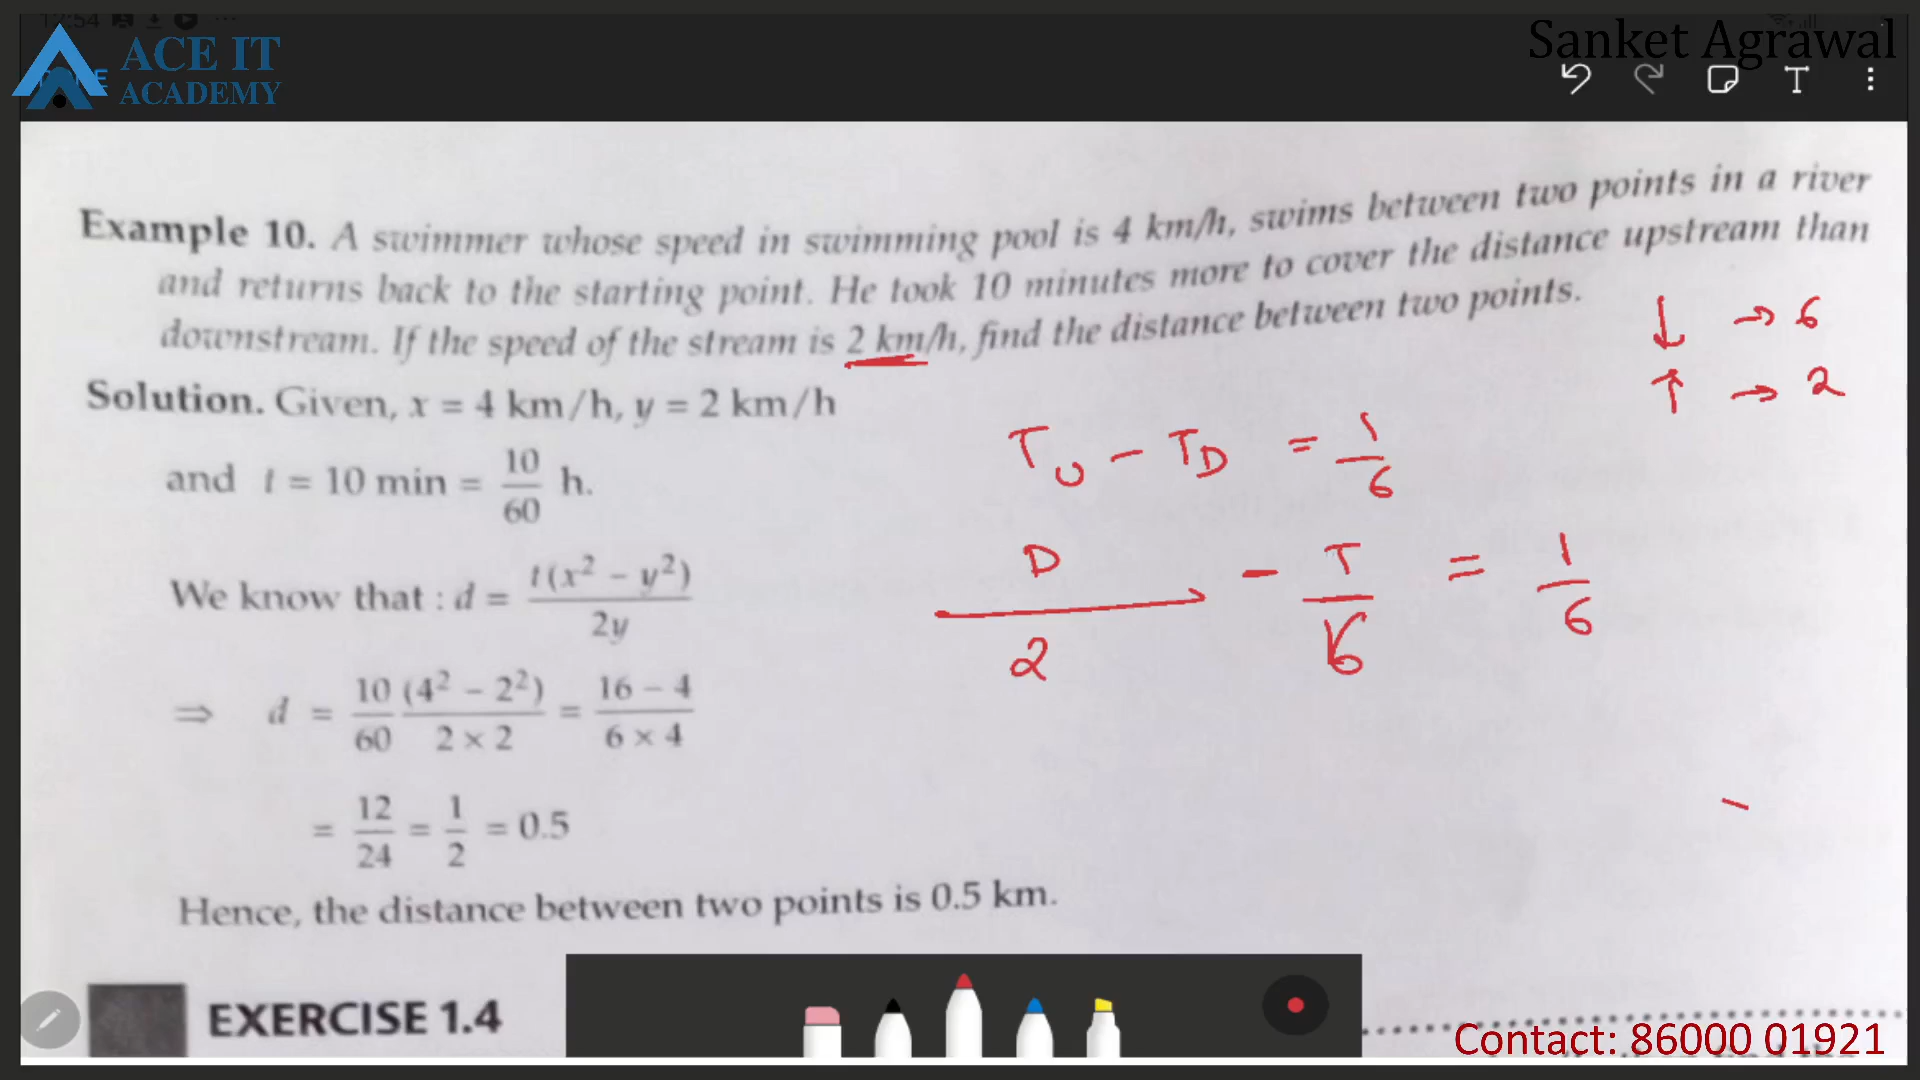 12:54
ACE IT
ACADEMY
Sanket Agrawal
T
Example 10. A swimmer whose speed in swimming pool is 4 km/h, swims between two points in a river
and returns back to the starting point. He took 10 minutes more to cover the distance upstream than
downstream. If the speed of the stream is 2 km/h, find the distance between two points.
↓ → 6
↑ → 2
Solution. Given, x = 4 km/h, y = 2 km/h
and t = 10 min = 10/60 h.
We know that : d = t(x² − y²)/2y
⇒ d = 10/60 (4² − 2²)/2 × 2 = 16 − 4/6 × 4
= 12/24 = 1/2 = 0.5
Hence, the distance between two points is 0.5 km.
T_U − T_D = 1/6
D/2 − T/6 = 1/6
EXERCISE 1.4
Contact: 86000 01921